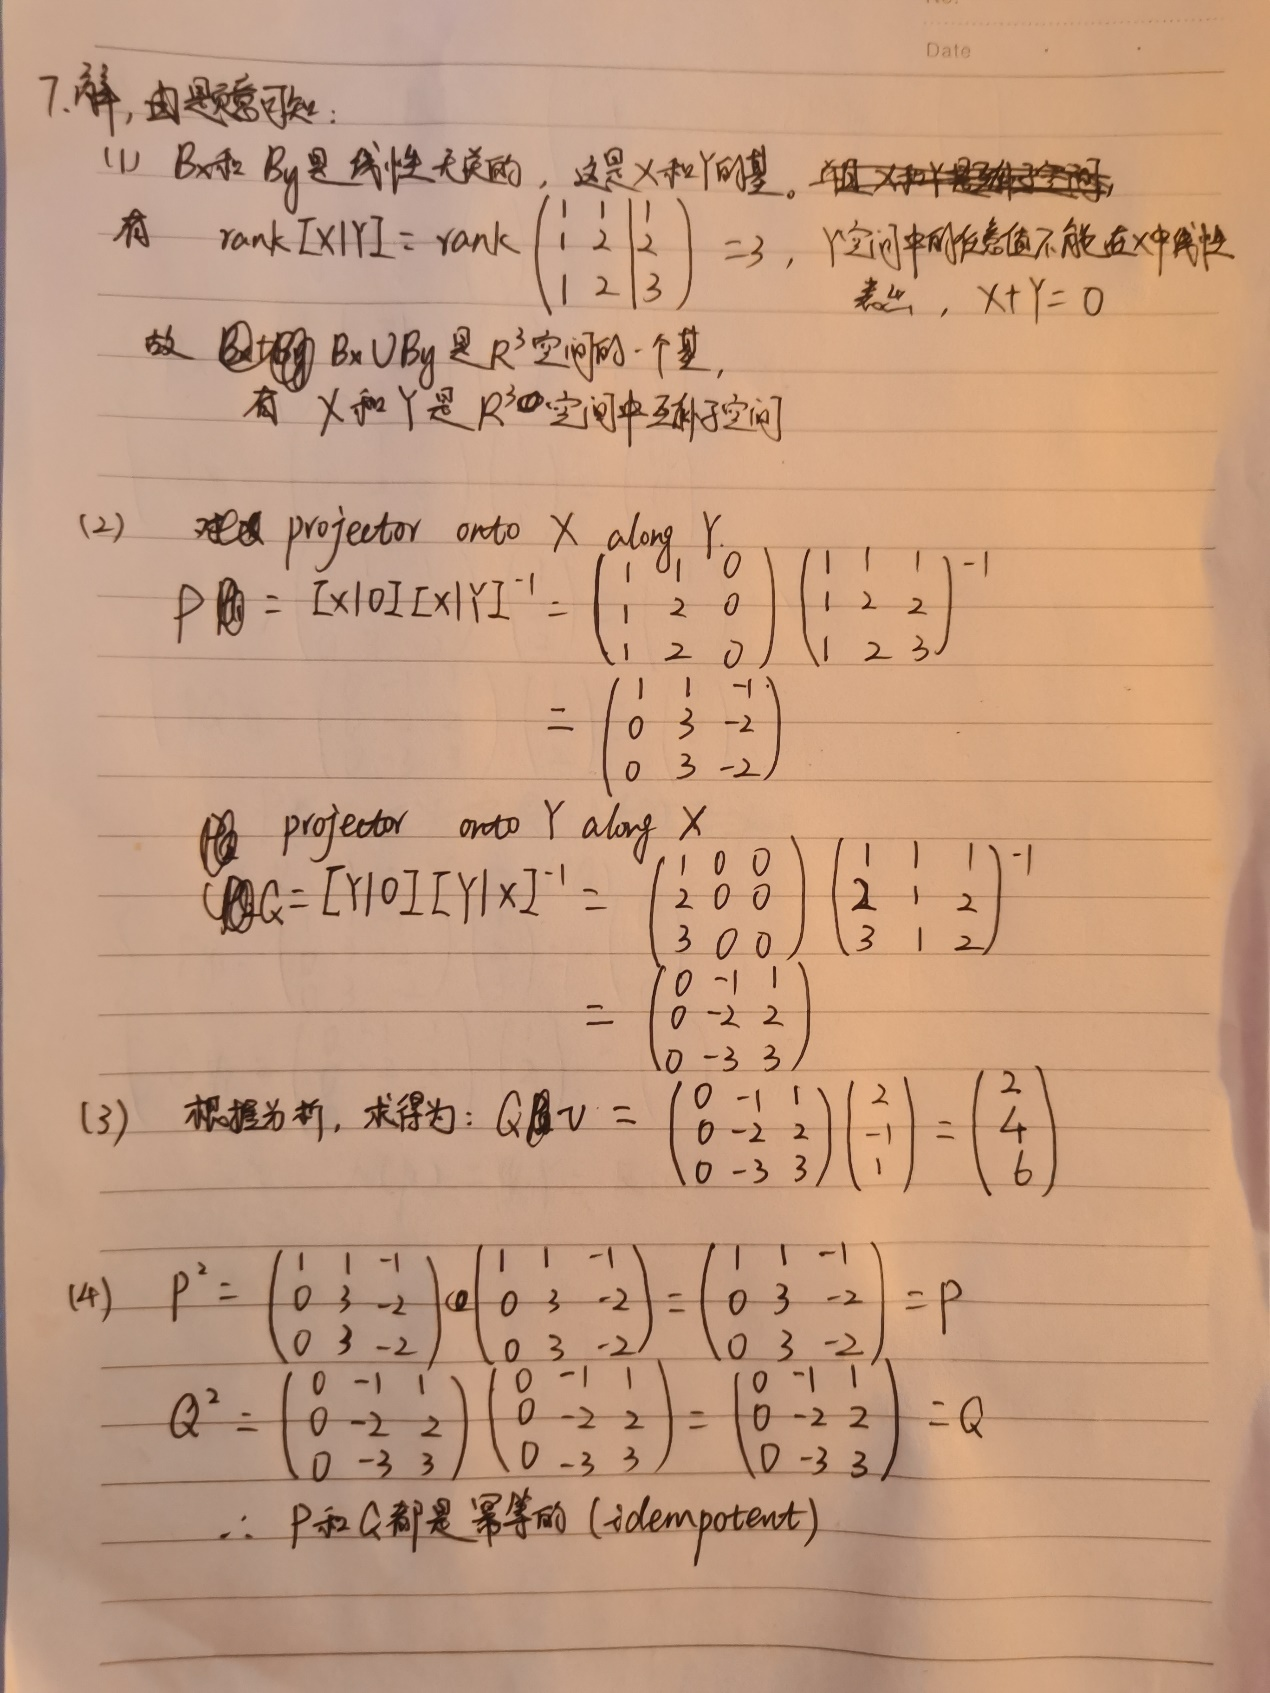 No.
Date
7.解,由题意可知:
(1) Bx和By是线性无关的,这是X和Y的基。
有 rank[X|Y] = rank ( 1 1 | 1 ; 1 2 | 2 ; 1 2 | 3 ) = 3, Y空间中的任意值不能在X中线性
表出, X+Y=0
故 Bx∪By是R³空间的一个基,
有 X和Y是R³空间中互补子空间
(2) projector onto X along Y.
P = [X|0][X|Y]⁻¹ = ( 1 1 0 ; 1 2 0 ; 1 2 0 ) ( 1 1 1 ; 1 2 2 ; 1 2 3 )⁻¹
= ( 1 1 -1 ; 0 3 -2 ; 0 3 -2 )
projector onto Y along X
Q = [Y|0][Y|X]⁻¹ = ( 1 0 0 ; 2 0 0 ; 3 0 0 ) ( 1 1 1 ; 2 1 2 ; 3 1 2 )⁻¹
= ( 0 -1 1 ; 0 -2 2 ; 0 -3 3 )
(3) 根据分析,求得为: Qv = ( 0 -1 1 ; 0 -2 2 ; 0 -3 3 ) ( 2 ; -1 ; 1 ) = ( 2 ; 4 ; 6 )
(4) P² = ( 1 1 -1 ; 0 3 -2 ; 0 3 -2 ) ( 1 1 -1 ; 0 3 -2 ; 0 3 -2 ) = ( 1 1 -1 ; 0 3 -2 ; 0 3 -2 ) = P
Q² = ( 0 -1 1 ; 0 -2 2 ; 0 -3 3 ) ( 0 -1 1 ; 0 -2 2 ; 0 -3 3 ) = ( 0 -1 1 ; 0 -2 2 ; 0 -3 3 ) = Q
∴ P和Q都是幂等的 (idempotent)